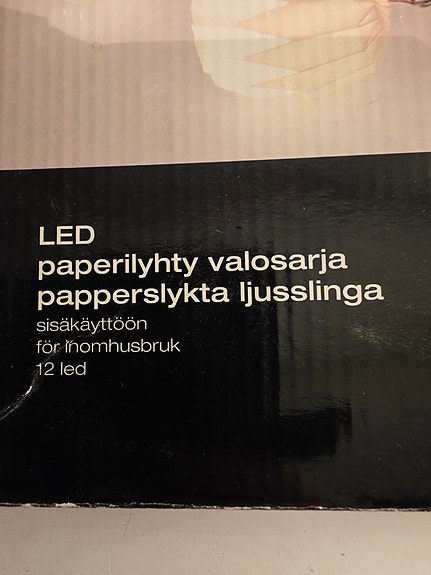 LED
paperilyhty valosarja
papperslykta ljusslinga
sisäkäyttöön
för inomhusbruk
12 led